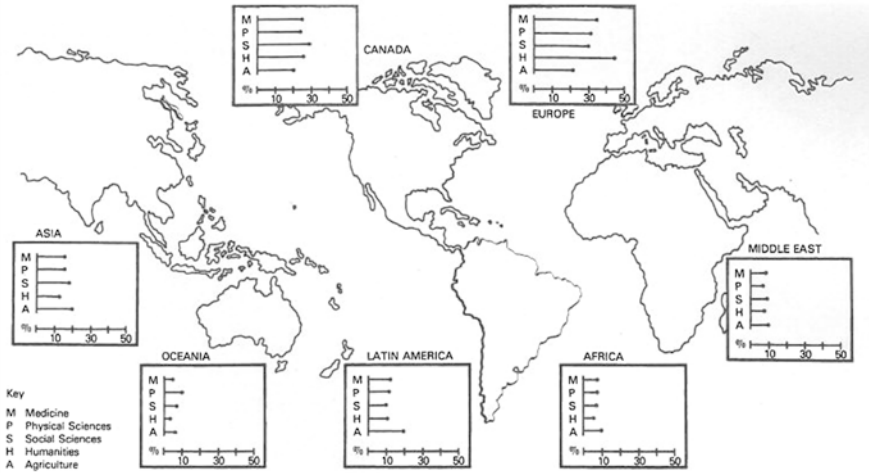 CANADA
M
P
S
H
A
% 10 30 50
EUROPE
M
P
S
H
A
% 10 30 50
ASIA
M
P
S
H
A
% 10 30 50
MIDDLE EAST
M
P
S
H
A
% 10 30 50
OCEANIA
M
P
S
H
A
% 10 30 50
LATIN AMERICA
M
P
S
H
A
% 10 30 50
AFRICA
M
P
S
H
A
% 10 30 50
Key
M Medicine
P Physical Sciences
S Social Sciences
H Humanities
A Agriculture